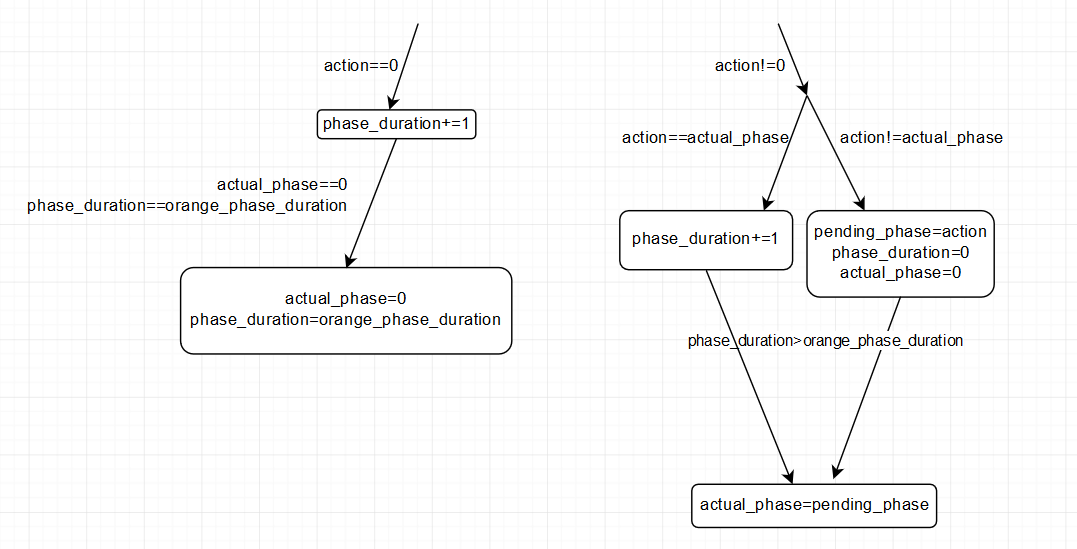 action==0
phase_duration+=1
actual_phase==0
phase_duration==orange_phase_duration
actual_phase=0
phase_duration=orange_phase_duration
action!=0
action==actual_phase
action!=actual_phase
phase_duration+=1
pending_phase=action
phase_duration=0
actual_phase=0
phase_duration>orange_phase_duration
actual_phase=pending_phase